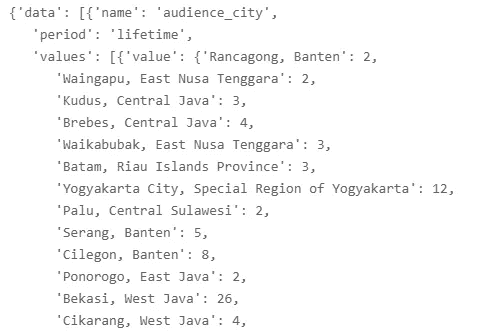 {'data': [{'name': 'audience_city',
'period': 'lifetime',
'values': [{'value': {'Rancagong, Banten': 2,
'Waingapu, East Nusa Tenggara': 2,
'Kudus, Central Java': 3,
'Brebes, Central Java': 4,
'Waikabubak, East Nusa Tenggara': 3,
'Batam, Riau Islands Province': 3,
'Yogyakarta City, Special Region of Yogyakarta': 12,
'Palu, Central Sulawesi': 2,
'Serang, Banten': 5,
'Cilegon, Banten': 8,
'Ponorogo, East Java': 2,
'Bekasi, West Java': 26,
'Cikarang, West Java': 4,